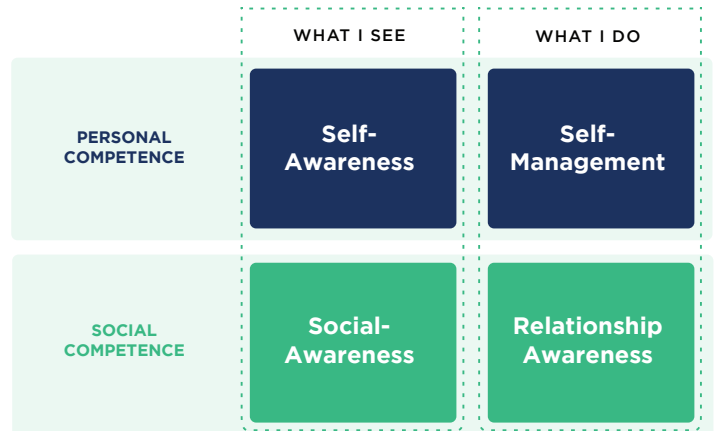 WHAT I SEE
WHAT I DO
PERSONAL
COMPETENCE
Self-
Awareness
Self-
Management
SOCIAL
COMPETENCE
Social-
Awareness
Relationship
Awareness